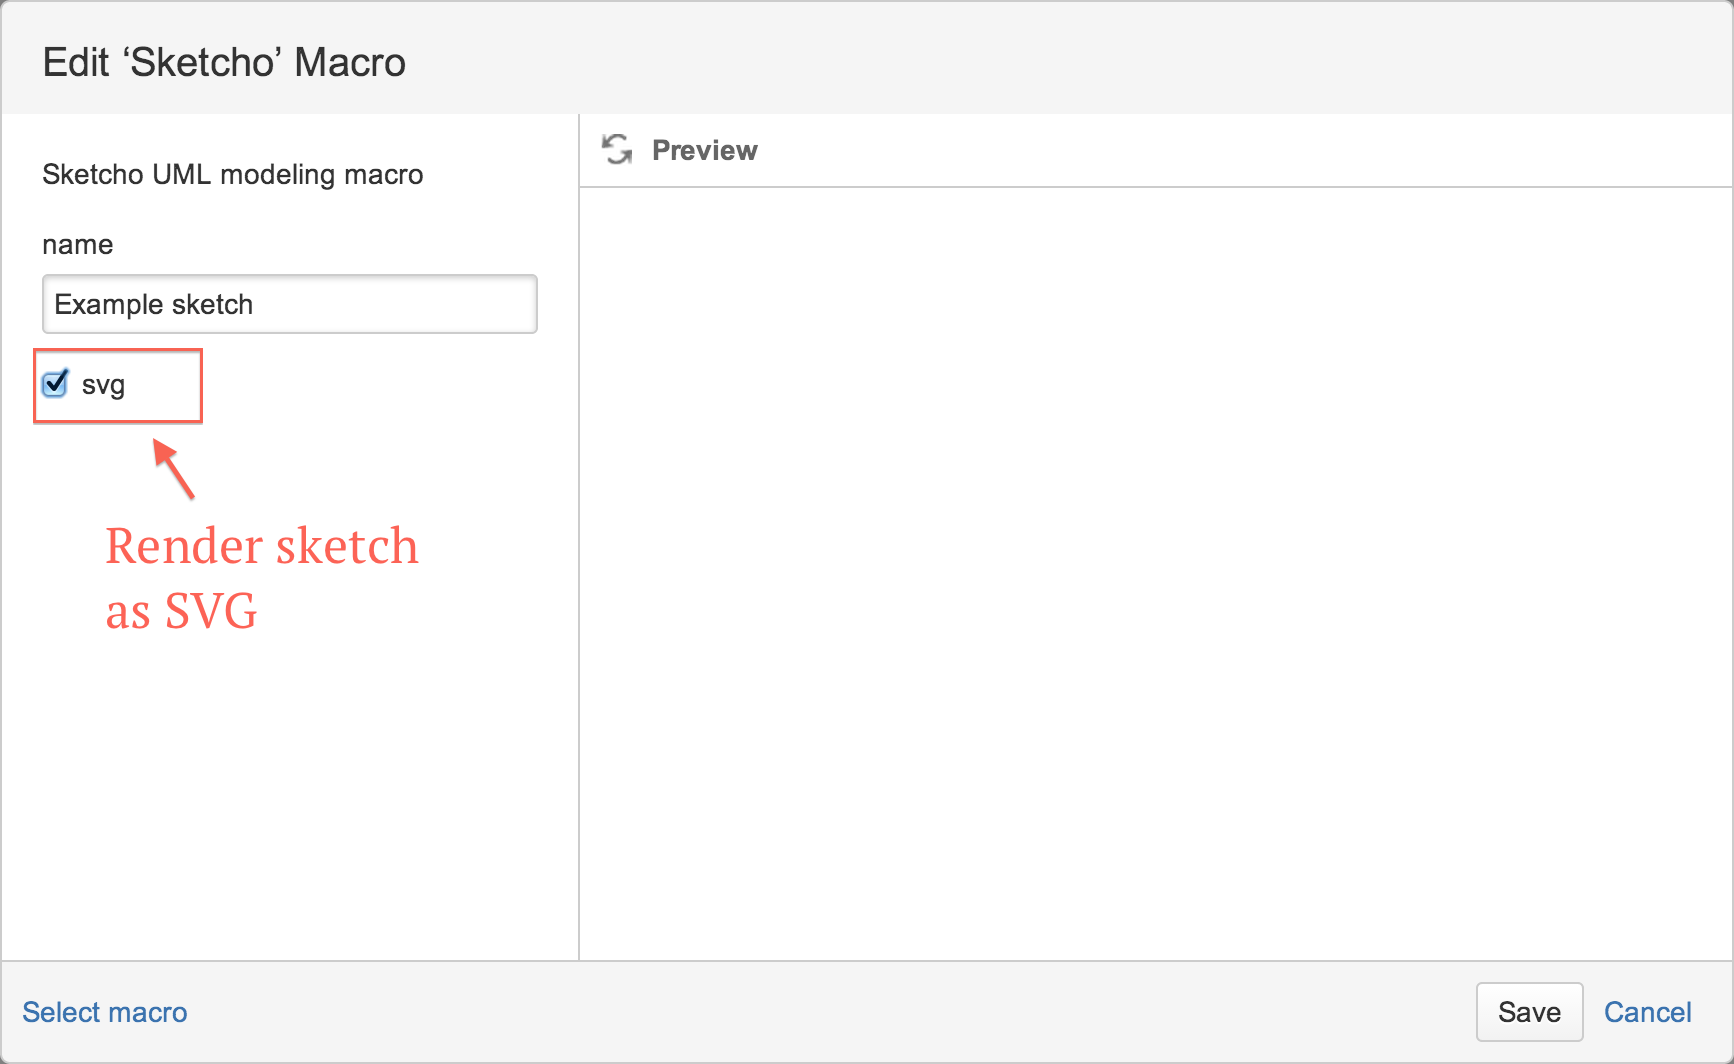 Edit ‘Sketcho’ Macro
Sketcho UML modeling macro
name
Example sketch
svg
Render sketch
as SVG
Preview
Select macro
Save
Cancel